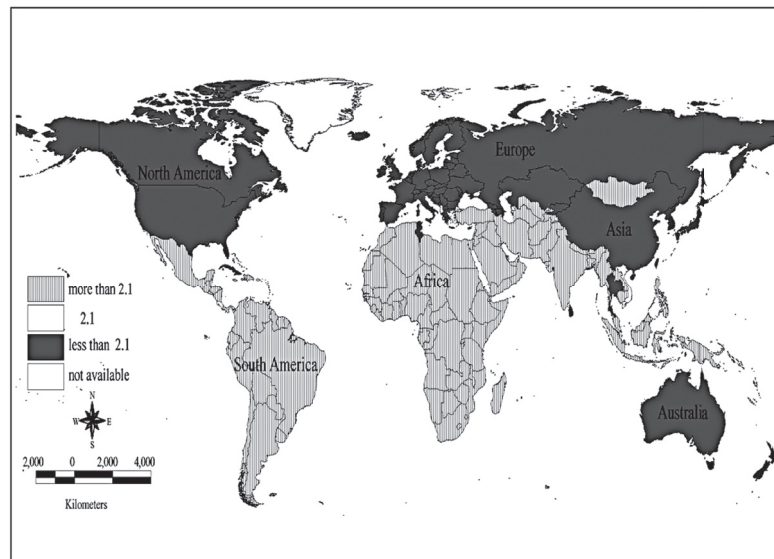 Europe
North America
Asia
more than 2.1
Africa
2.1
less than 2.1
South America
not available
Australia
N
W E
S
2,000 0 2,000 4,000
Kilometers